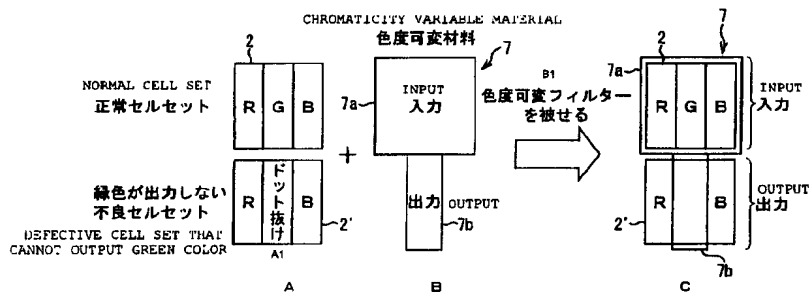 CHROMATICITY VARIABLE MATERIAL
色度可変材料
2
7
2
7
NORMAL CELL SET
正常セルセット
R G B
7a
INPUT
入力
B1
色度可変フィルター
を被せる
7a
R G B
INPUT
入力
+
緑色が出力しない
不良セルセット
DEFECTIVE CELL SET THAT
CANNOT OUTPUT GREEN COLOR
R ドット抜け B
2'
A1
出力
OUTPUT
7b
R B
2'
OUTPUT
出力
7b
A B C